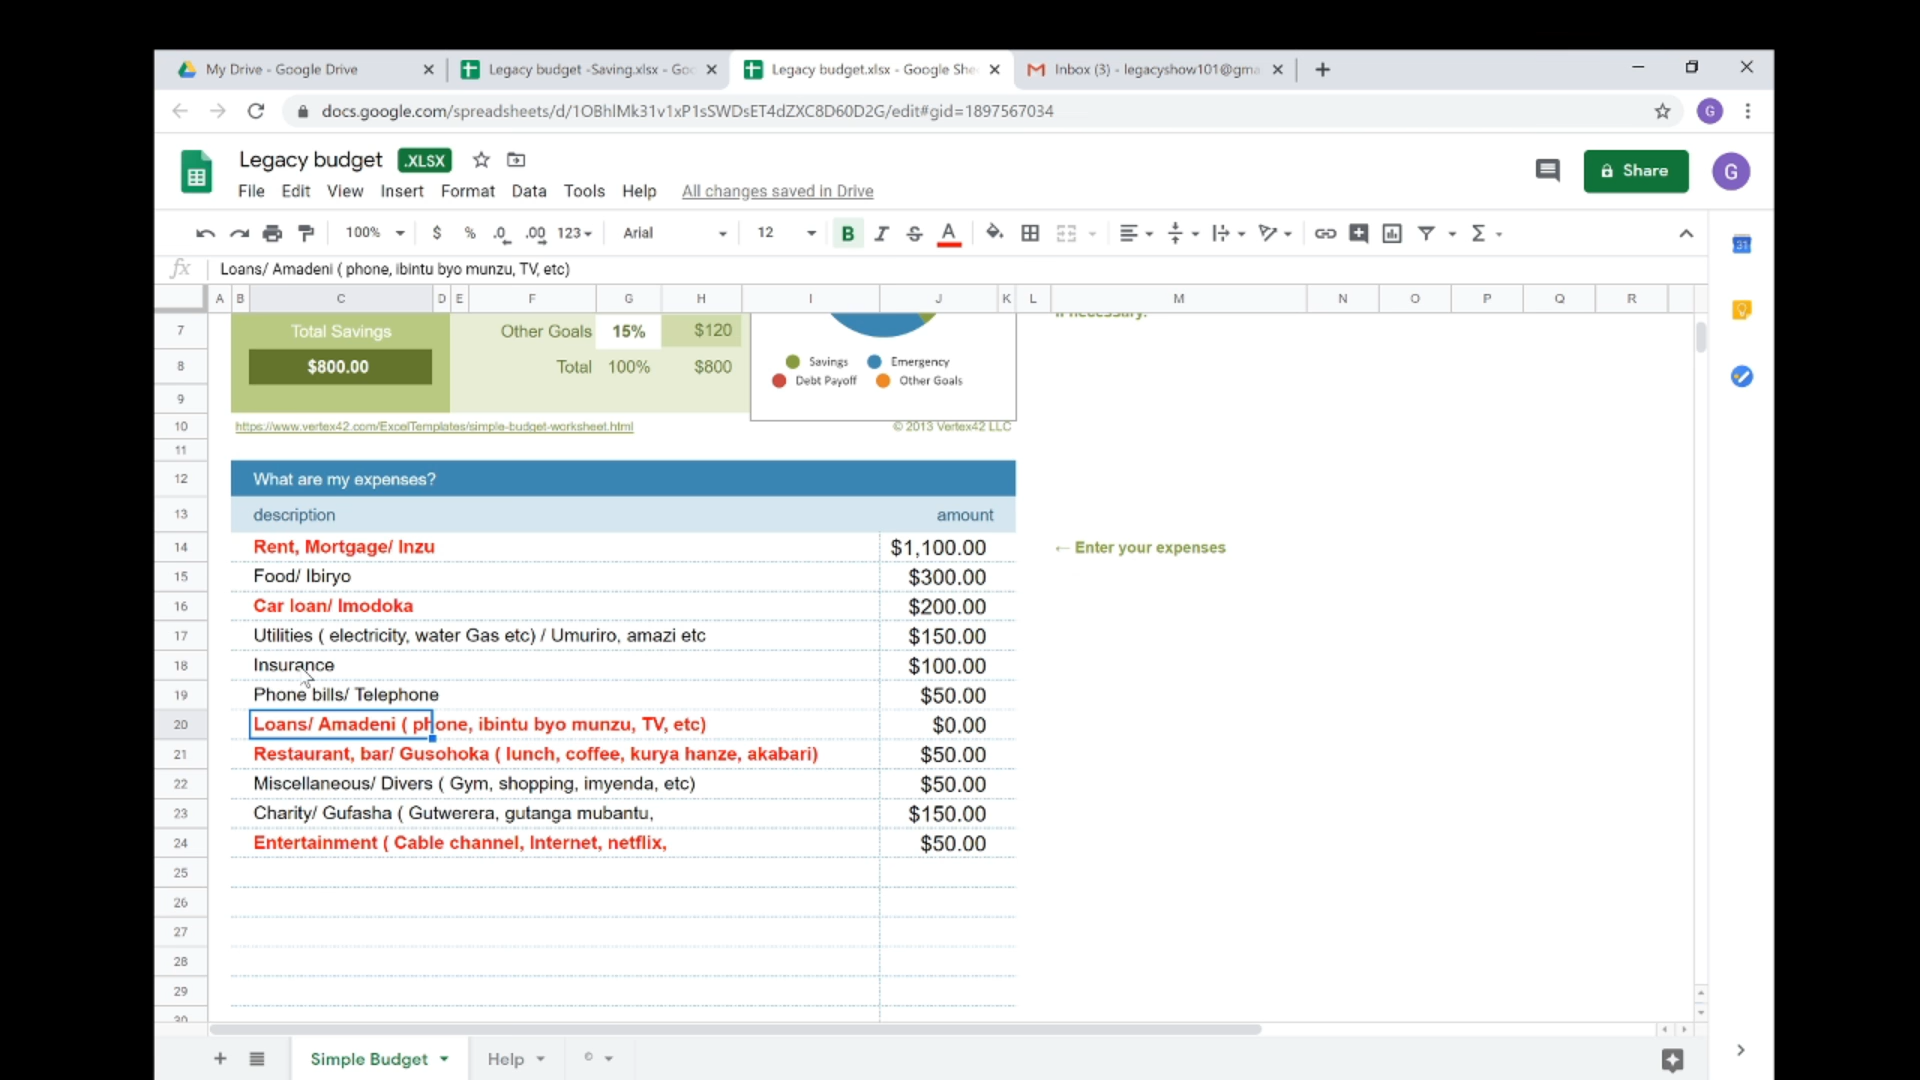 My Drive - Google Drive
Legacy budget -Saving.xlsx - Goo
Legacy budget.xlsx - Google She
Inbox (3) - legacyshow101@gma
docs.google.com/spreadsheets/d/1OBhlMk31v1xP1sSWDsET4dZXC8D60D2G/edit#gid=1897567034
G
Legacy budget .XLSX
Share
G
File Edit View Insert Format Data Tools Help All changes saved in Drive
100% $ % .0 .00 123 Arial 12 B I S A Σ
31
fx Loans/ Amadeni ( phone, ibintu byo munzu, TV, etc)
A B C D E F G H I J K L M N O P Q R
if necessary.
7 Total Savings Other Goals 15% $120
8 $800.00 Total 100% $800
Savings Emergency
Debt Payoff Other Goals
9
10 https://www.vertex42.com/ExcelTemplates/simple-budget-worksheet.html © 2013 Vertex42 LLC
11
12 What are my expenses?
13 description amount
14 Rent, Mortgage/ Inzu $1,100.00 ← Enter your expenses
15 Food/ Ibiryo $300.00
16 Car loan/ Imodoka $200.00
17 Utilities ( electricity, water Gas etc) / Umuriro, amazi etc $150.00
18 Insurance $100.00
19 Phone bills/ Telephone $50.00
20 Loans/ Amadeni ( phone, ibintu byo munzu, TV, etc) $0.00
21 Restaurant, bar/ Gusohoka ( lunch, coffee, kurya hanze, akabari) $50.00
22 Miscellaneous/ Divers ( Gym, shopping, imyenda, etc) $50.00
23 Charity/ Gufasha ( Gutwerera, gutanga mubantu, $150.00
24 Entertainment ( Cable channel, Internet, netflix, $50.00
25
26
27
28
29
30
Simple Budget Help ©